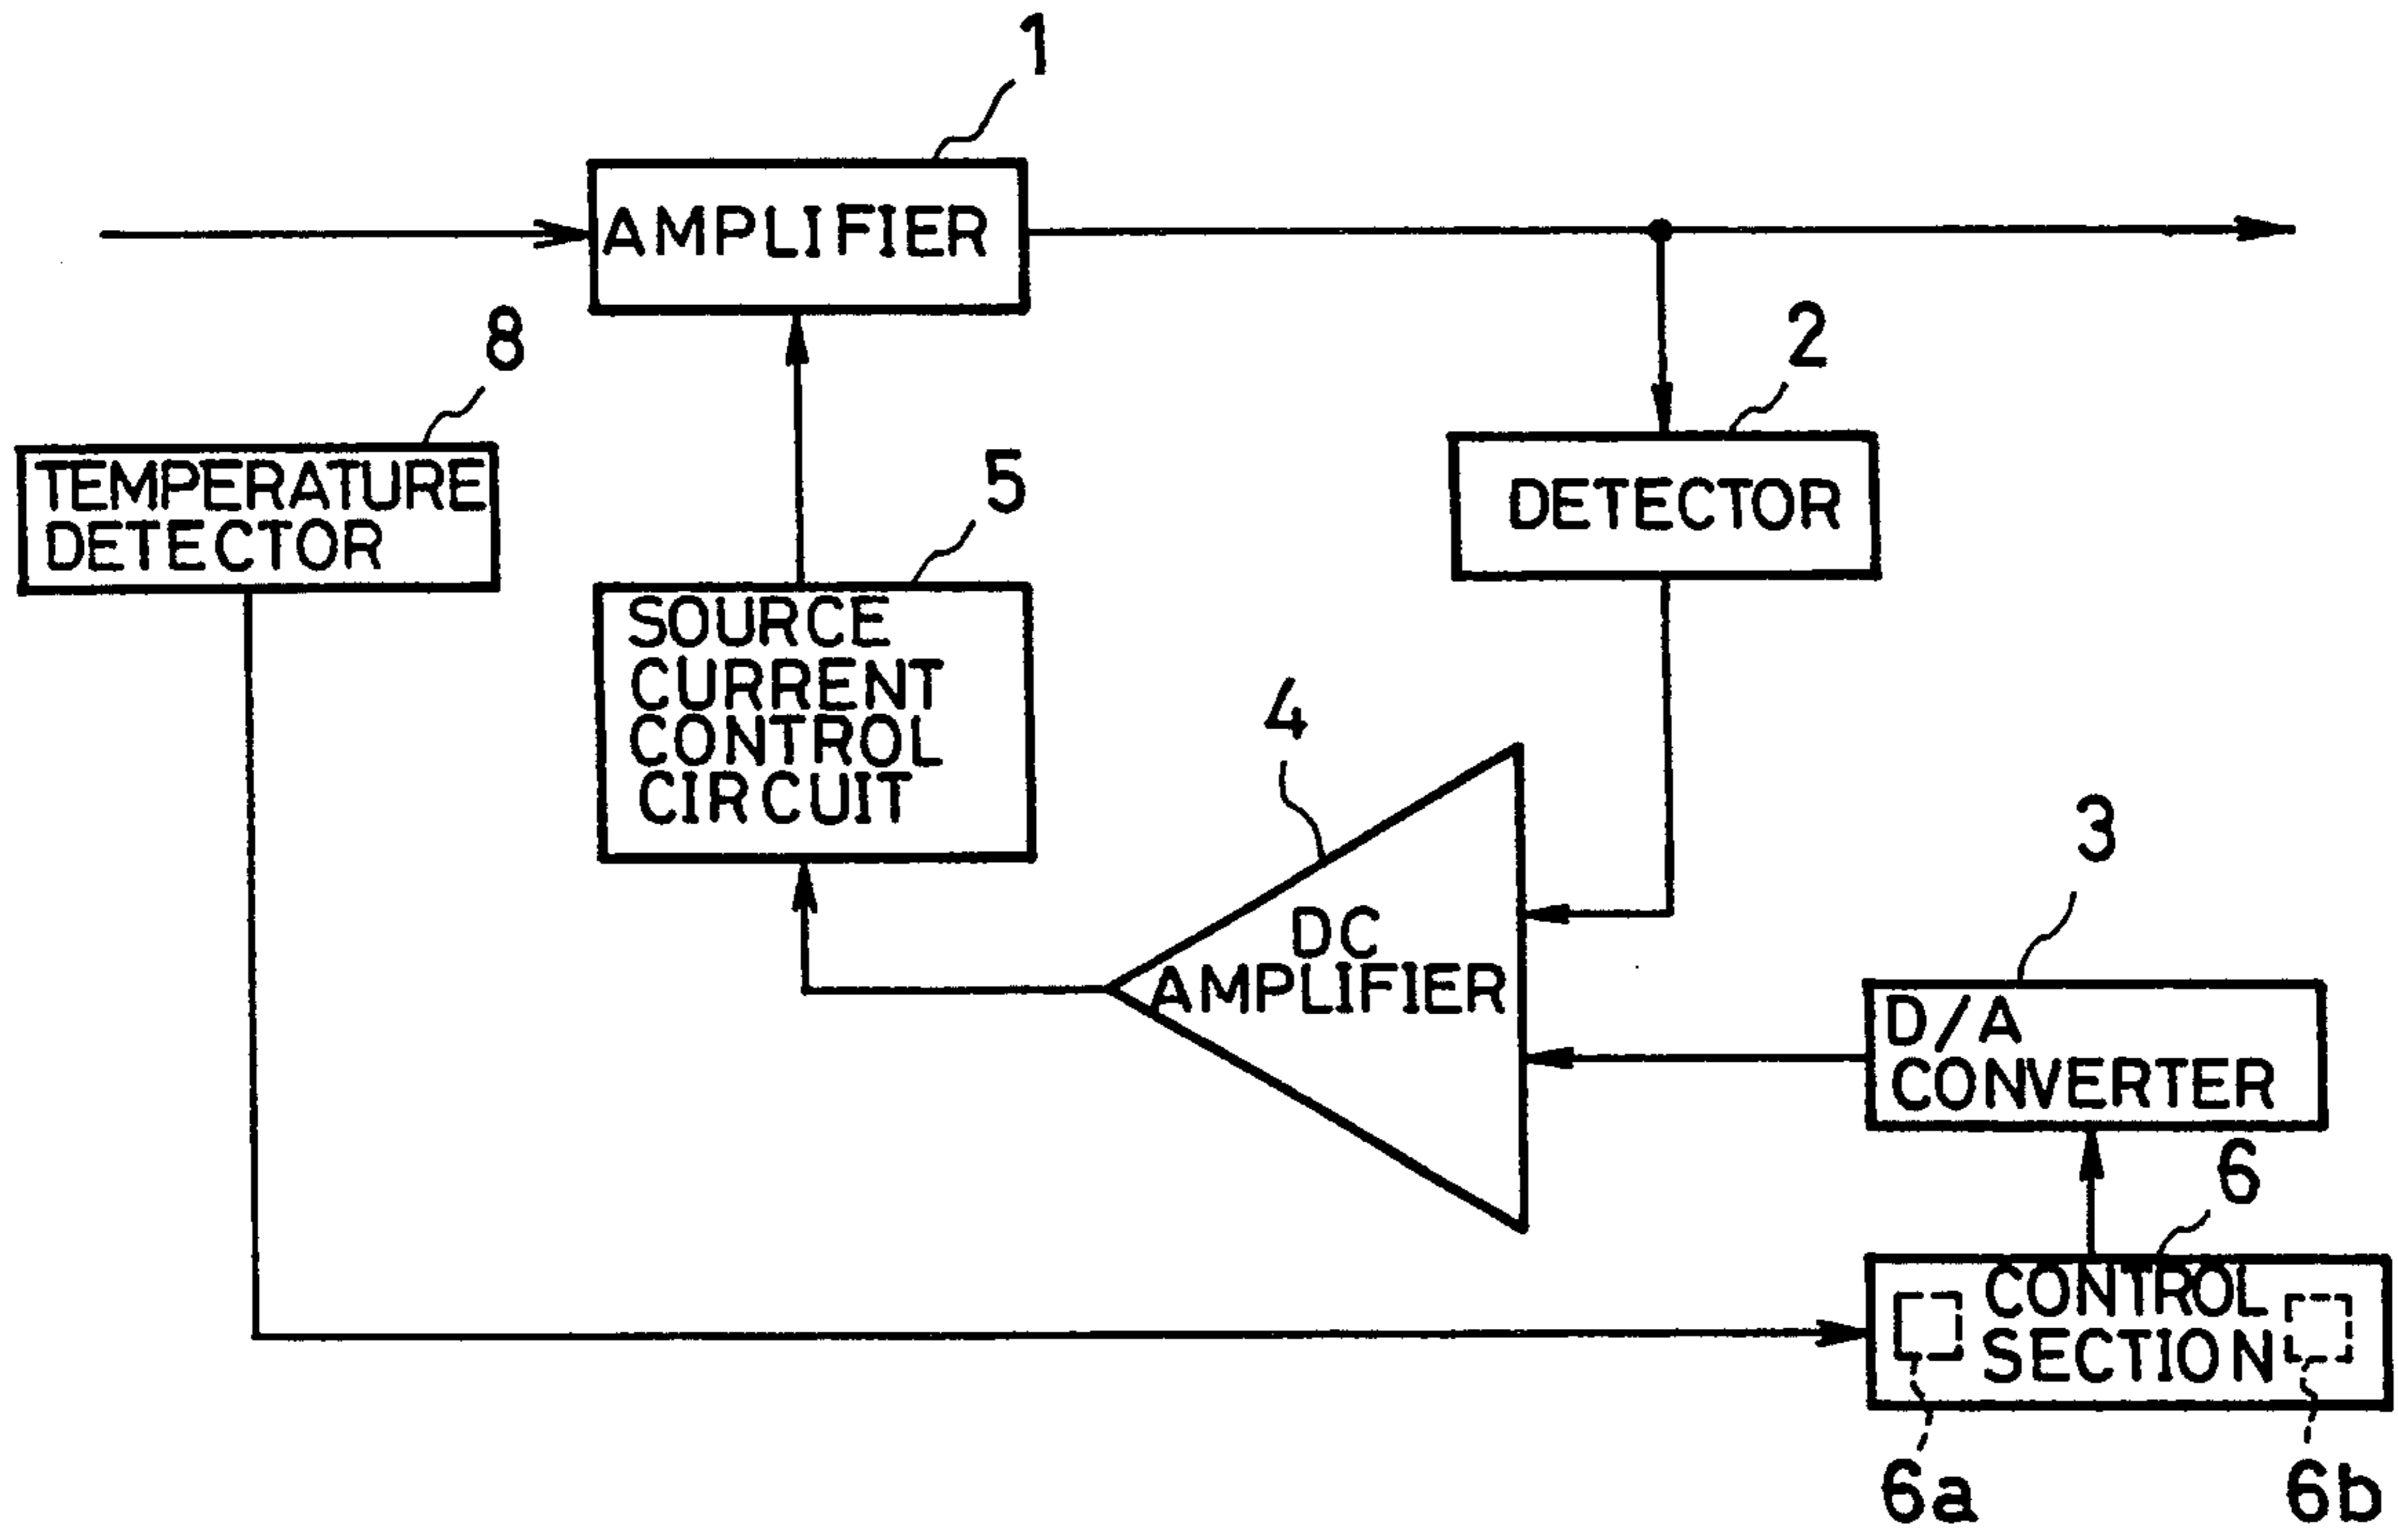 1
AMPLIFIER
8
2
TEMPERATURE
DETECTOR
5
DETECTOR
SOURCE
CURRENT
CONTROL
CIRCUIT
4
3
DC
AMPLIFIER
D/A
CONVERTER
6
CONTROL
SECTION
6a
6b